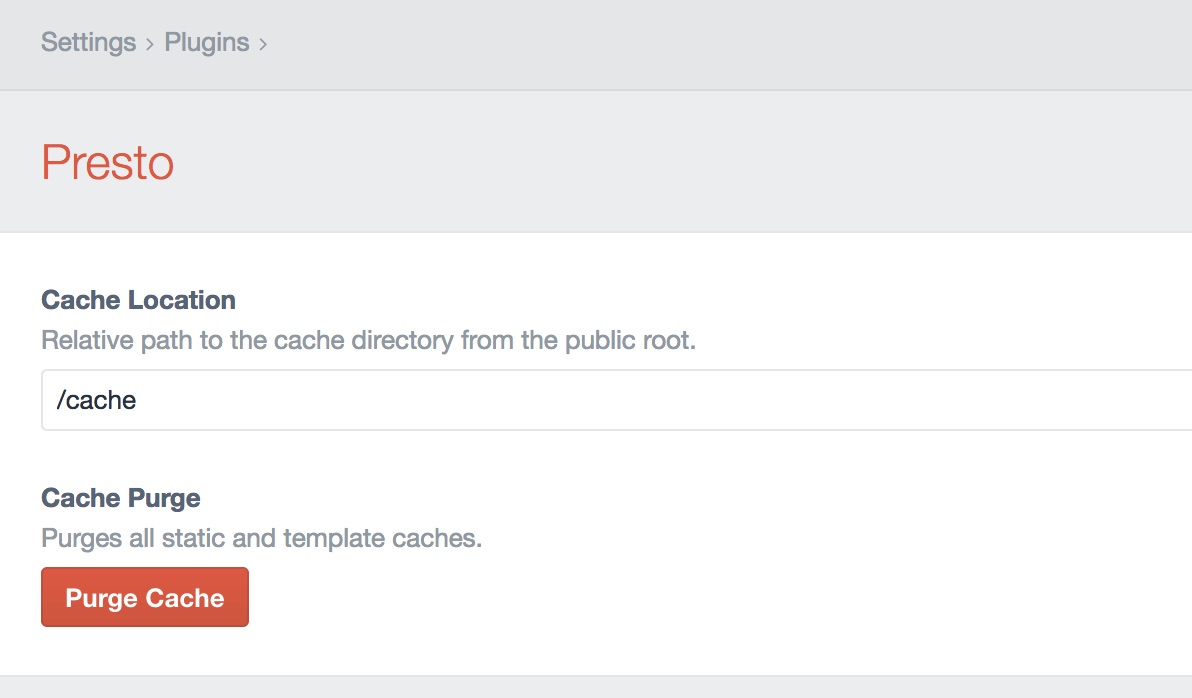 Settings › Plugins ›
Presto
Cache Location
Relative path to the cache directory from the public root.
/cache
Cache Purge
Purges all static and template caches.
Purge Cache